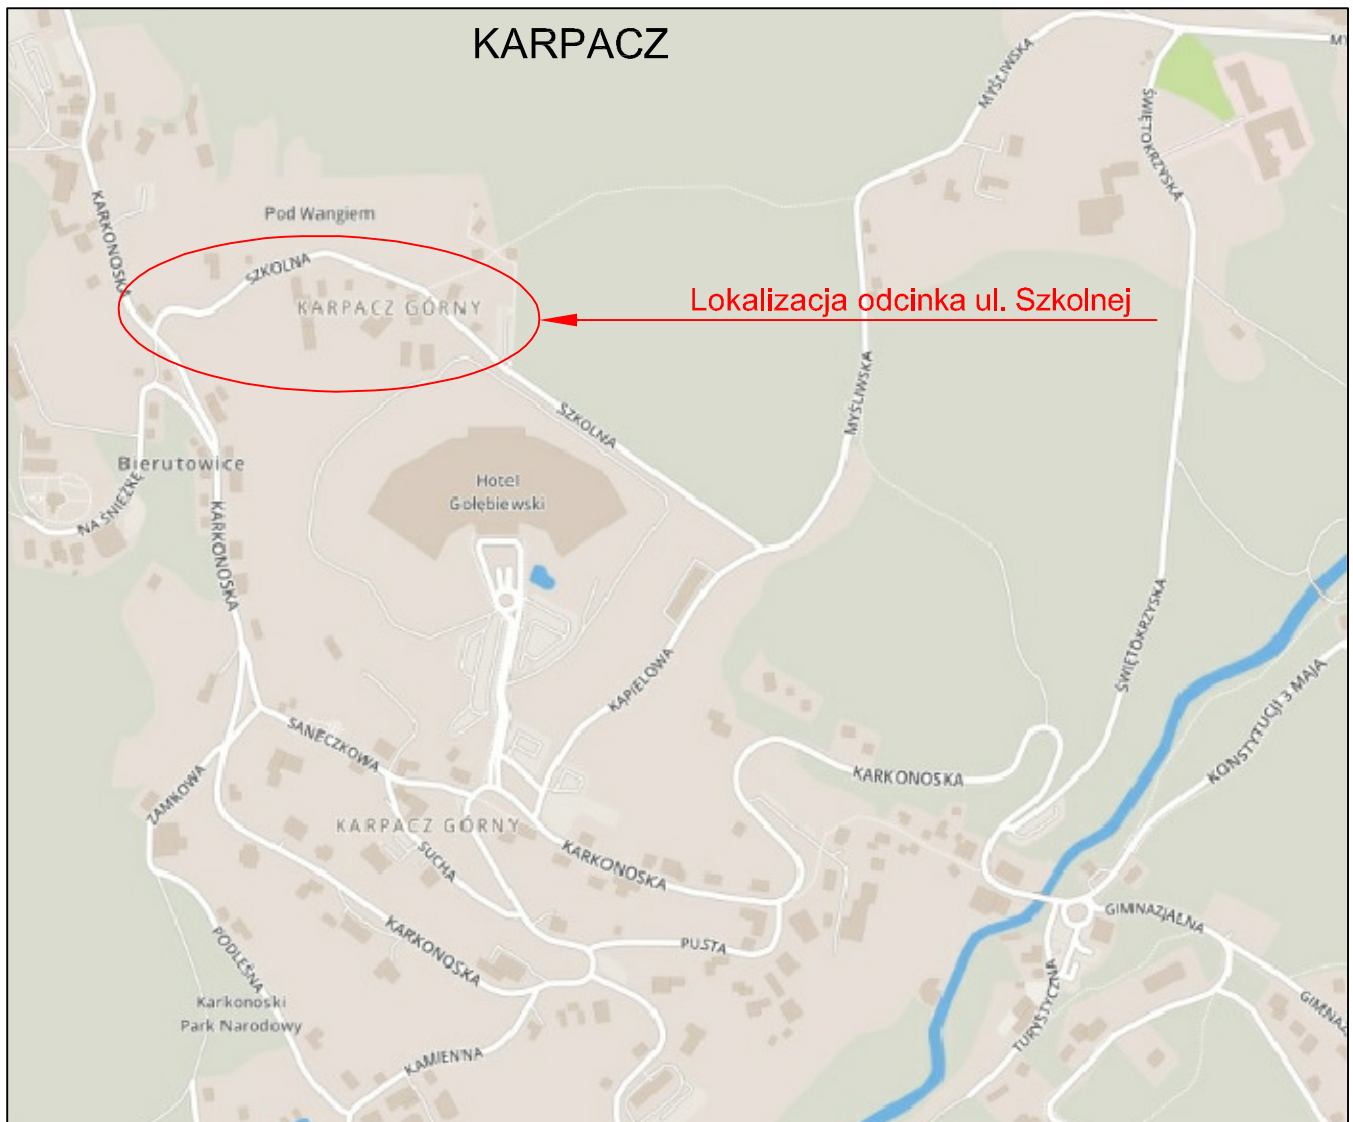 KARPACZ
MY
MYŚLIWSKA
ŚWIĘTOKRZYSKA
KARKONOSKA
Pod Wangiem
SZKOLNA
KARPACZ GÓRNY
Lokalizacja odcinka ul. Szkolnej
MYŚLIWSKA
SZKOLNA
Bierutowice
Hotel
Gołębiewski
NA ŚNIEŻKĘ
KARKONOSKA
ŚWIĘTOKRZYSKA
KĄPIELOWA
KONSTYTUCJI 3 MAJA
SANECZKOWA
KARKONOSKA
ZAMKOWA
KARPACZ GÓRNY
SUCHA
KARKONOSKA
GIMNAZJALNA
KARKONOSKA
PUSTA
PODLEŚNA
TURYSTYCZNA
Karkonoski
Park Narodowy
GIMNAZ
KAMIENNA